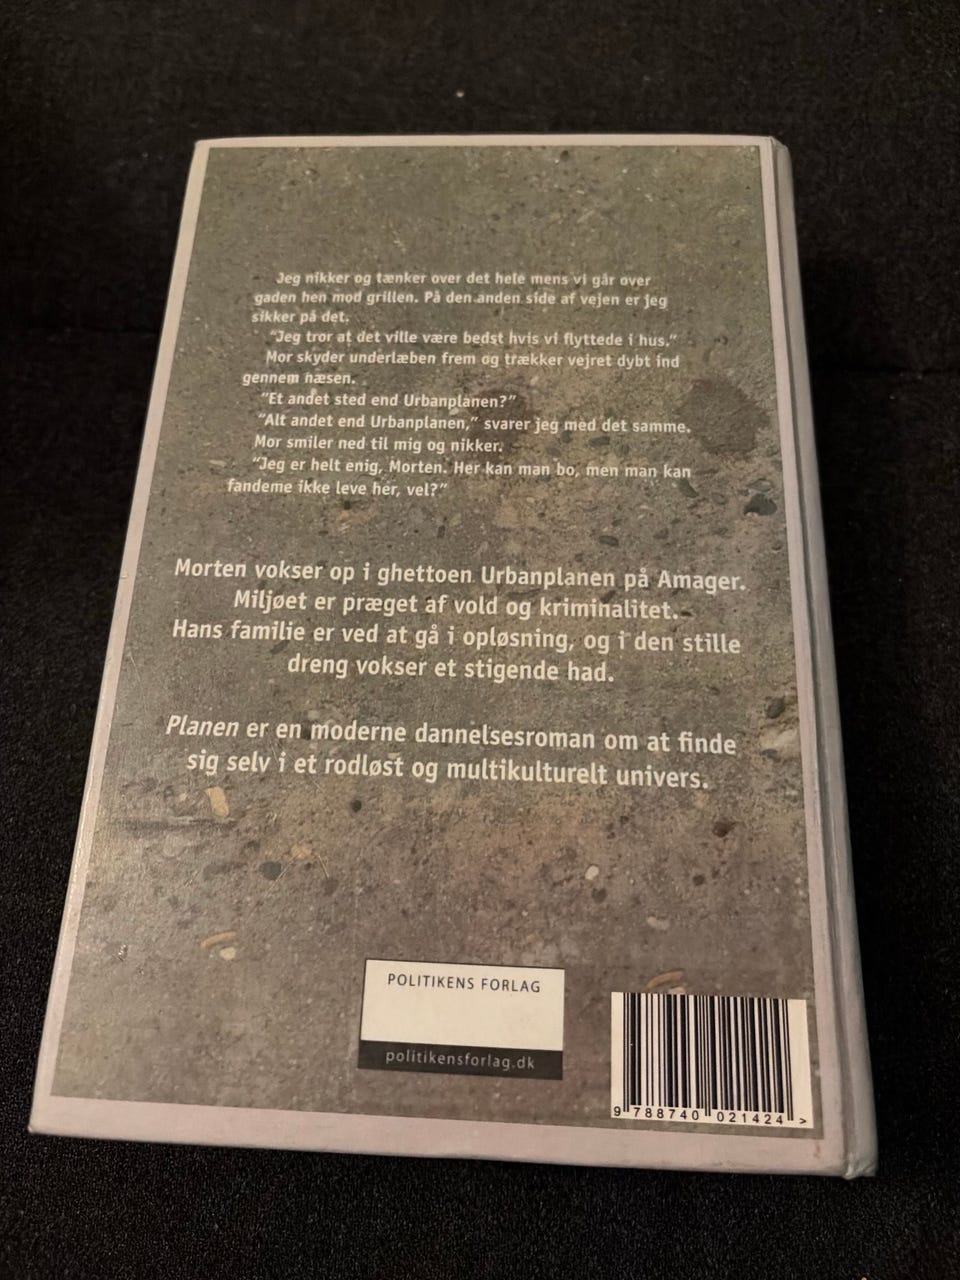 Jeg nikker og tænker over det hele mens vi går over
gaden hen mod grillen. På den anden side af vejen er jeg
sikker på det.
"Jeg tror at det ville være bedst hvis vi flyttede i hus."
Mor skyder underlæben frem og trækker vejret dybt ind
gennem næsen.
"Et andet sted end Urbanplanen?"
"Alt andet end Urbanplanen," svarer jeg med det samme.
Mor smiler ned til mig og nikker.
"Jeg er helt enig, Morten. Her kan man bo, men man kan
fandeme ikke leve her, vel?"
Morten vokser op i ghettoen Urbanplanen på Amager.
Miljøet er præget af vold og kriminalitet.
Hans familie er ved at gå i opløsning, og i den stille
dreng vokser et stigende had.
Planen er en moderne dannelsesroman om at finde
sig selv i et rodløst og multikulturelt univers.
POLITIKENS FORLAG
politikensforlag.dk
9 788740 021424 >